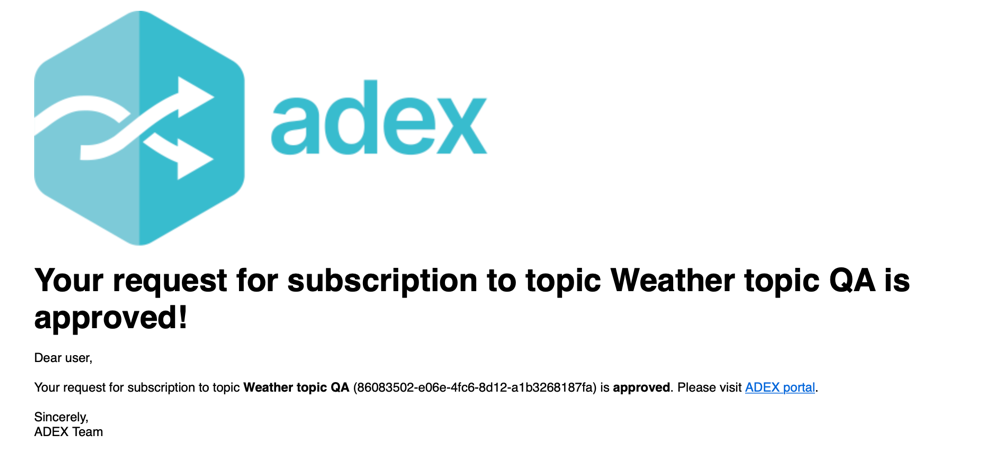 adex
Your request for subscription to topic Weather topic QA is
approved!
Dear user,
Your request for subscription to topic Weather topic QA (86083502-e06e-4fc6-8d12-a1b3268187fa) is approved. Please visit ADEX portal.
Sincerely,
ADEX Team